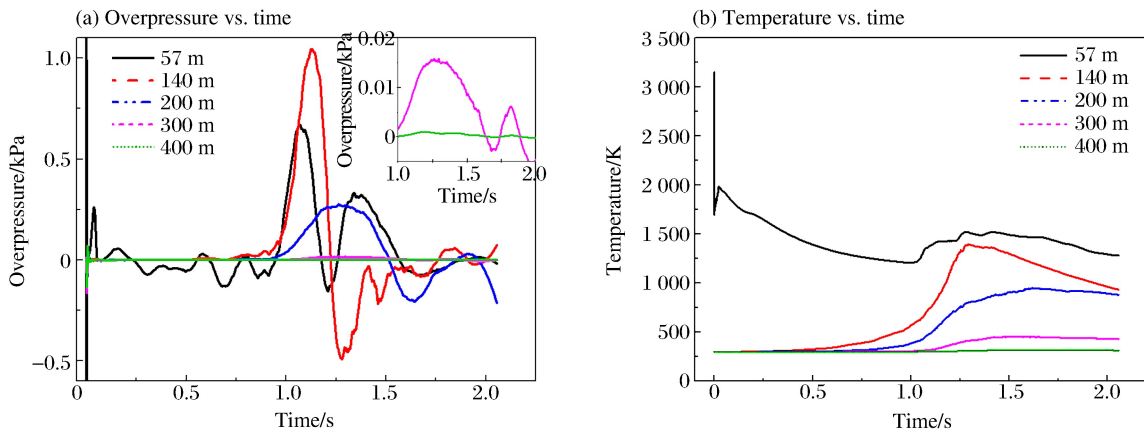 (a) Overpressure vs. time
1.0
0.5
0
−0.5
Overpressure/kPa
0
0.5
1.0
1.5
2.0
Time/s
57 m
140 m
200 m
300 m
400 m
0.02
0.01
0
Overpressure/kPa
1.0
1.5
2.0
Time/s
(b) Temperature vs. time
3 500
3 000
2 500
2 000
1 500
1 000
500
0
Temperature/K
0
0.5
1.0
1.5
2.0
Time/s
57 m
140 m
200 m
300 m
400 m